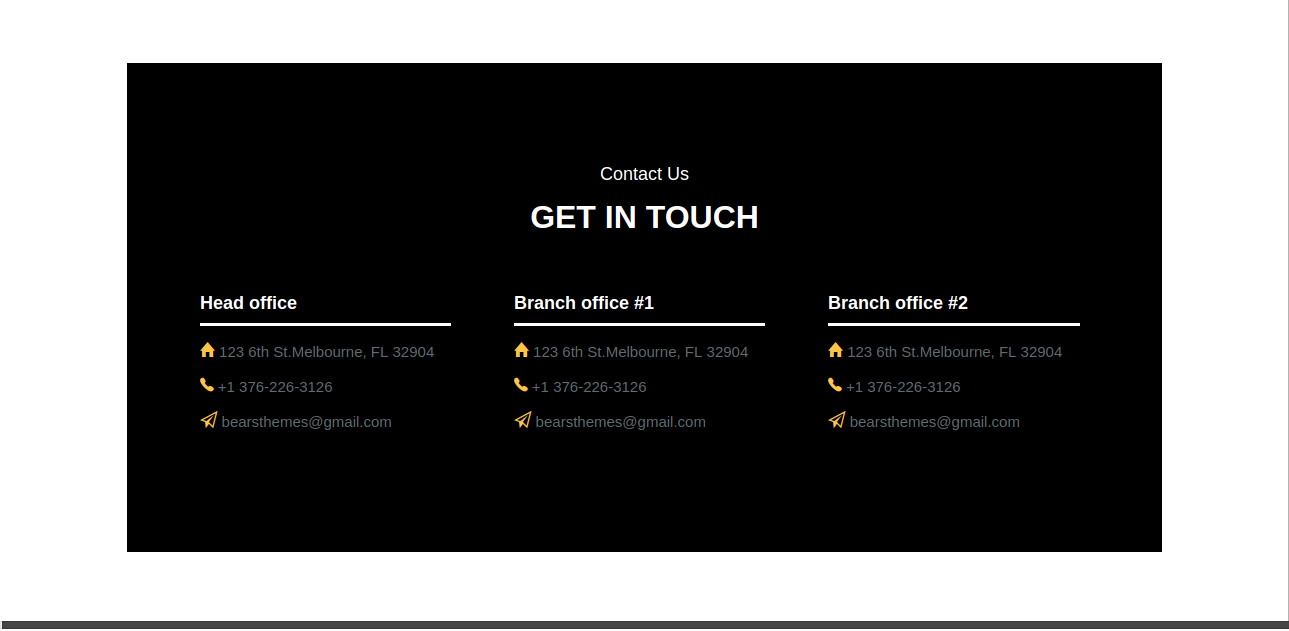 Contact Us
GET IN TOUCH
Head office
123 6th St.Melbourne, FL 32904
+1 376-226-3126
bearsthemes@gmail.com
Branch office #1
123 6th St.Melbourne, FL 32904
+1 376-226-3126
bearsthemes@gmail.com
Branch office #2
123 6th St.Melbourne, FL 32904
+1 376-226-3126
bearsthemes@gmail.com